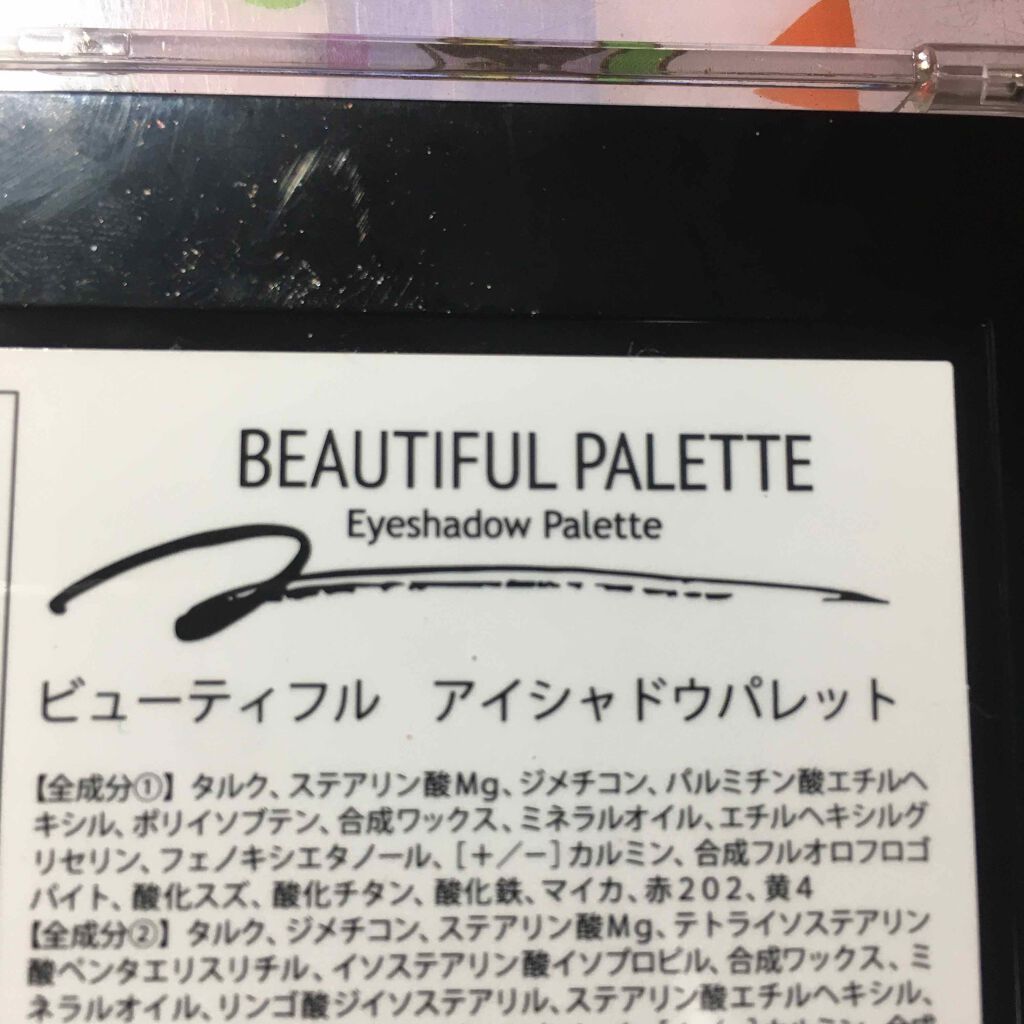 BEAUTIFUL PALETTE
Eyeshadow Palette
ビューティフル　アイシャドウパレット
【全成分①】タルク、ステアリン酸Mg、ジメチコン、パルミチン酸エチルヘ
キシル、ポリイソブテン、合成ワックス、ミネラルオイル、エチルヘキシルグ
リセリン、フェノキシエタノール、[＋／－]カルミン、合成フルオロフロゴ
パイト、酸化スズ、酸化チタン、酸化鉄、マイカ、赤202、黄4
【全成分②】タルク、ジメチコン、ステアリン酸Mg、テトライソステアリン
酸ペンタエリスリチル、イソステアリン酸イソプロピル、合成ワックス、ミ
ネラルオイル、リンゴ酸ジイソステアリル、ステアリン酸エチルヘキシル、